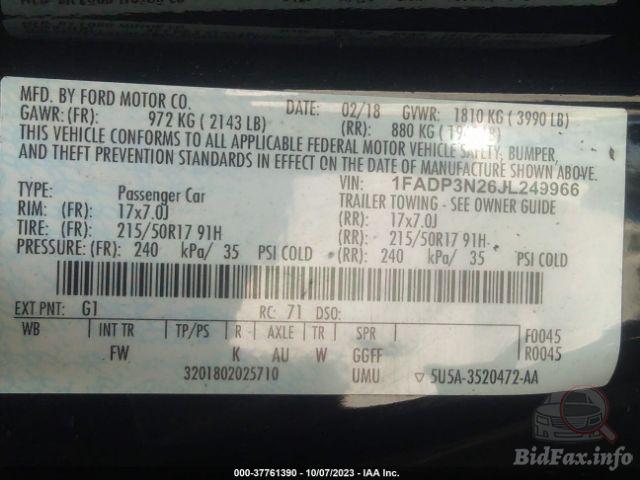 MFD. BY FORD MOTOR CO. DATE: 02/18 GVWR: 1810 KG ( 3990 LB)
GAWR: (FR): 972 KG ( 2143 LB) (RR): 880 KG ( LB)
THIS VEHICLE CONFORMS TO ALL APPLICABLE FEDERAL MOTOR VEHICLE SAFETY, BUMPER,
AND THEFT PREVENTION STANDARDS IN EFFECT ON THE DATE OF MANUFACTURE SHOWN ABOVE.
VIN: 1FADP3N26JL249966
TYPE: Passenger Car TRAILER TOWING - SEE OWNER GUIDE
RIM: (FR): 17x7.0J (RR): 17x7.0J
TIRE: (FR): 215/50R17 91H (RR): 215/50R17 91H
PRESSURE: (FR): 240 kPa/ 35 PSI COLD (RR): 240 kPa/ 35 PSI COLD
EXT PNT: G1 RC: 71 DSO:
WB INT TR TP/PS R AXLE TR SPR F0045
FW K AU W GGFF R0045
3201802025710 UMU ▽ 5U5A-3520472-AA
BidFax.info
000-37761390 - 10/07/2023 - IAA Inc.